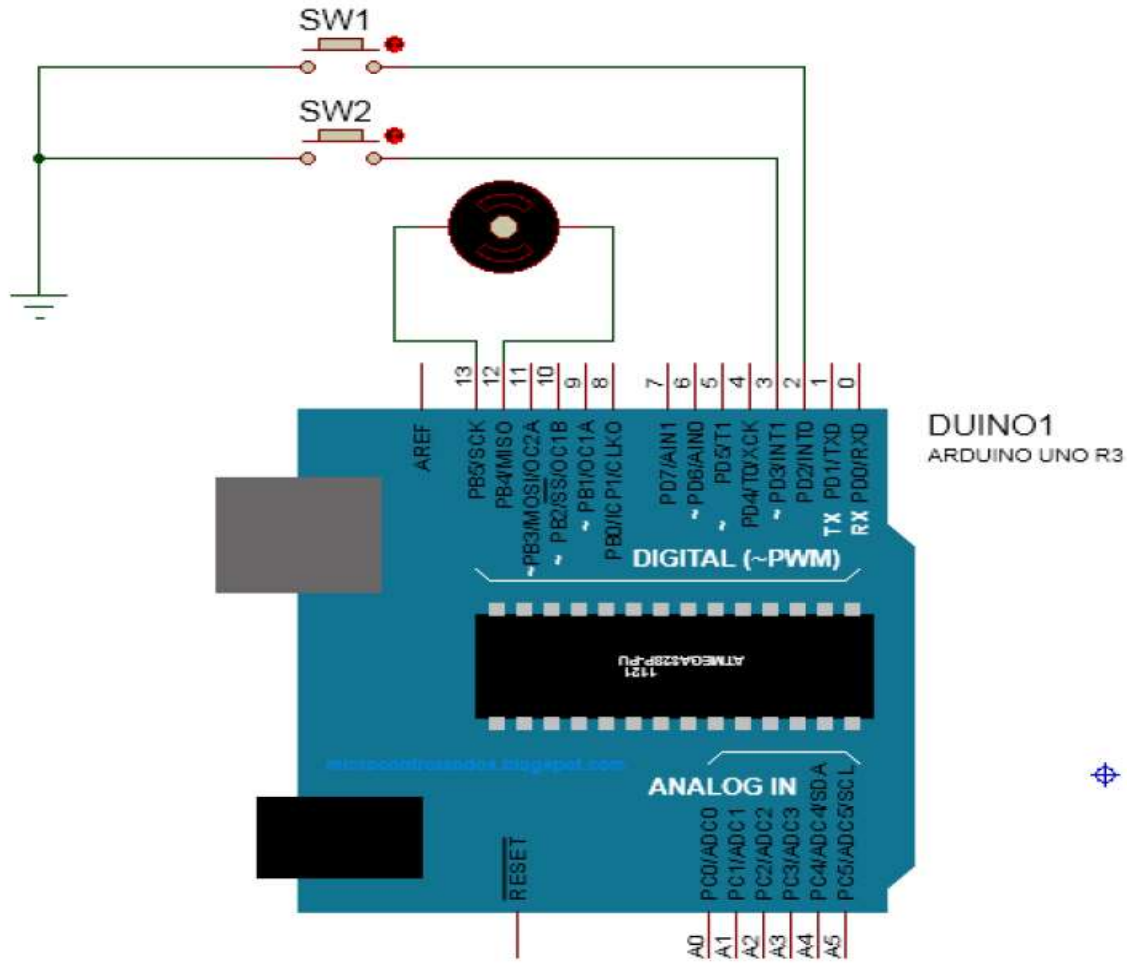 SW1
SW2
13
12
11
10
9
8
7
6
5
4
3
2
1
0
AREF
PB5/SCK
PB4/MISO
~PB3/MOSI/OC2A
~ PB2/SS/OC1B
~ PB1/OC1A
PB0/ICP1/CLKO
PD7/AIN1
~ PD6/AIN0
~ PD5/T1
PD4/T0/XCK
~ PD3/INT1
PD2/INT0
TX PD1/TXD
RX PD0/RXD
DIGITAL (~PWM)
DUINO1
ARDUINO UNO R3
ATMEGA328P-PU
1121
microcontrolandos.blogspot.com
ANALOG IN
RESET
PC0/ADC0
PC1/ADC1
PC2/ADC2
PC3/ADC3
PC4/ADC4/SDA
PC5/ADC5/SCL
A0
A1
A2
A3
A4
A5